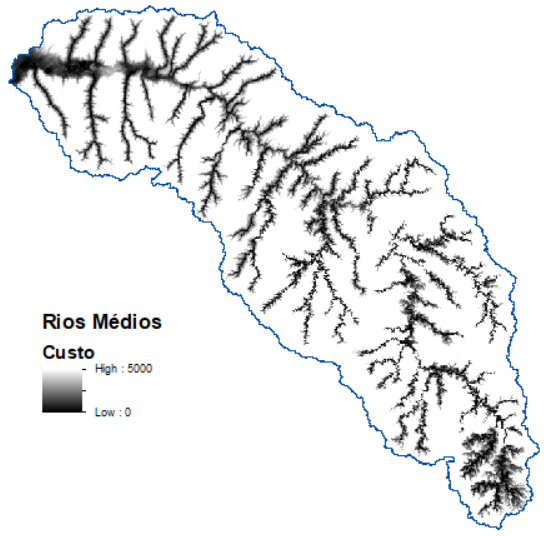 Rios Médios
Custo
High : 5000
Low : 0